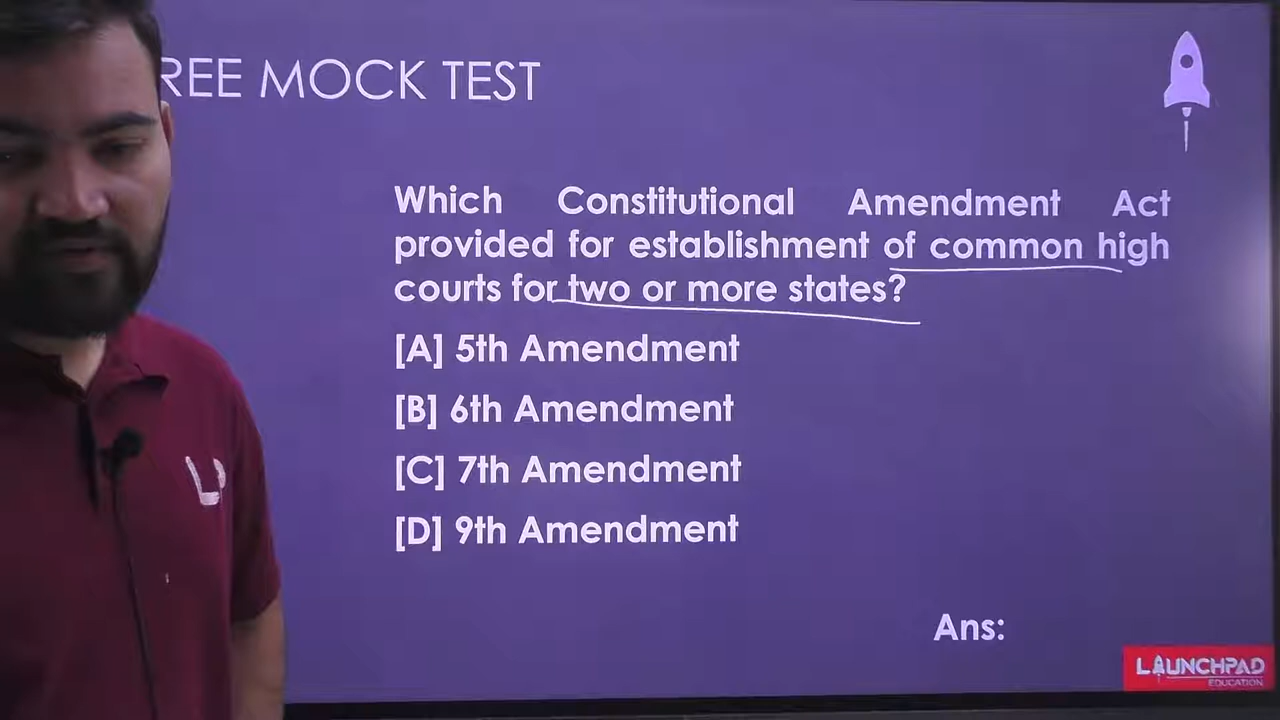 REE MOCK TEST
Which Constitutional Amendment Act
provided for establishment of common high
courts for two or more states?
[A] 5th Amendment
[B] 6th Amendment
[C] 7th Amendment
[D] 9th Amendment
Ans:
LAUNCHPAD
EDUCATION